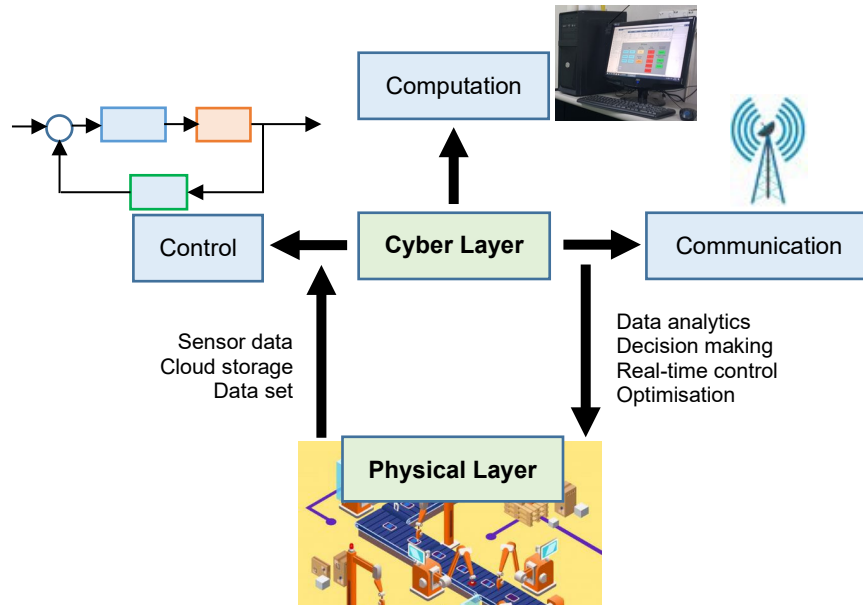 Computation
Control
Cyber Layer
Communication
Sensor data
Cloud storage
Data set
Data analytics
Decision making
Real-time control
Optimisation
Physical Layer